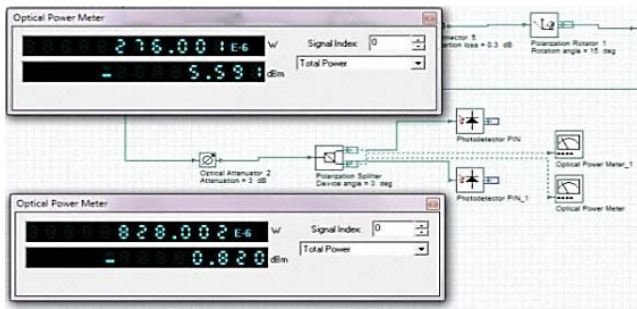 Optical Power Meter
276.001 E-6 W
Signal Index: 0
- 5.591 dBm
Total Power
nnector 5
ertion loss = 0.3 dB
Polarization Rotator 1
Rotation angle = 15 deg
Photodetector PIN
Optical Power Meter_1
Optical Attenuator 2
Attenuation = 3 dB
Polarization Splitter
Device angle = 0 deg
Photodetector PIN_1
Optical Power Meter
Optical Power Meter
828.002 E-6 W
Signal Index: 0
- 0.820 dBm
Total Power